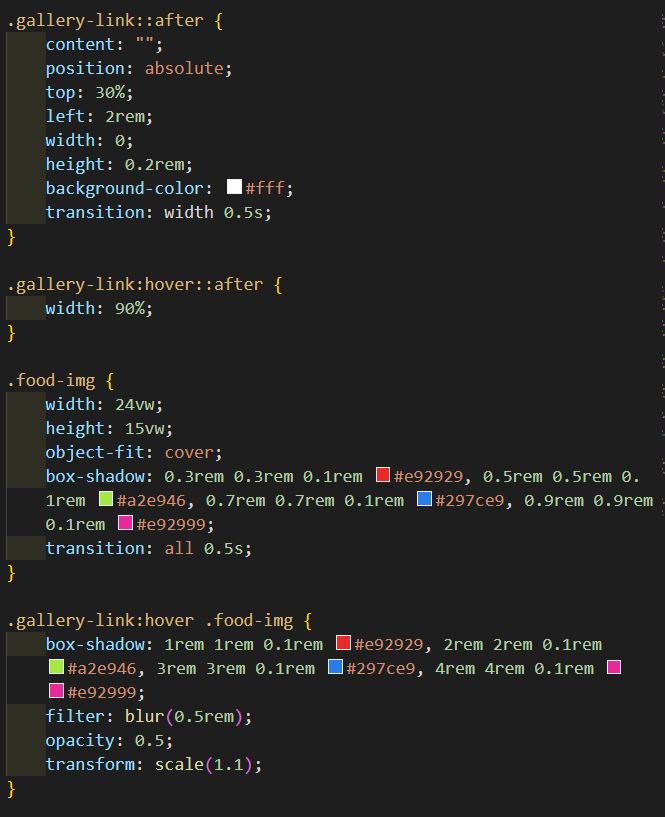 .gallery-link::after {
content: "";
position: absolute;
top: 30%;
left: 2rem;
width: 0;
height: 0.2rem;
background-color: #fff;
transition: width 0.5s;
}
.gallery-link:hover::after {
width: 90%;
}
.food-img {
width: 24vw;
height: 15vw;
object-fit: cover;
box-shadow: 0.3rem 0.3rem 0.1rem #e92929, 0.5rem 0.5rem 0.
1rem #a2e946, 0.7rem 0.7rem 0.1rem #297ce9, 0.9rem 0.9rem
0.1rem #e92999;
transition: all 0.5s;
}
.gallery-link:hover .food-img {
box-shadow: 1rem 1rem 0.1rem #e92929, 2rem 2rem 0.1rem
#a2e946, 3rem 3rem 0.1rem #297ce9, 4rem 4rem 0.1rem
#e92999;
filter: blur(0.5rem);
opacity: 0.5;
transform: scale(1.1);
}